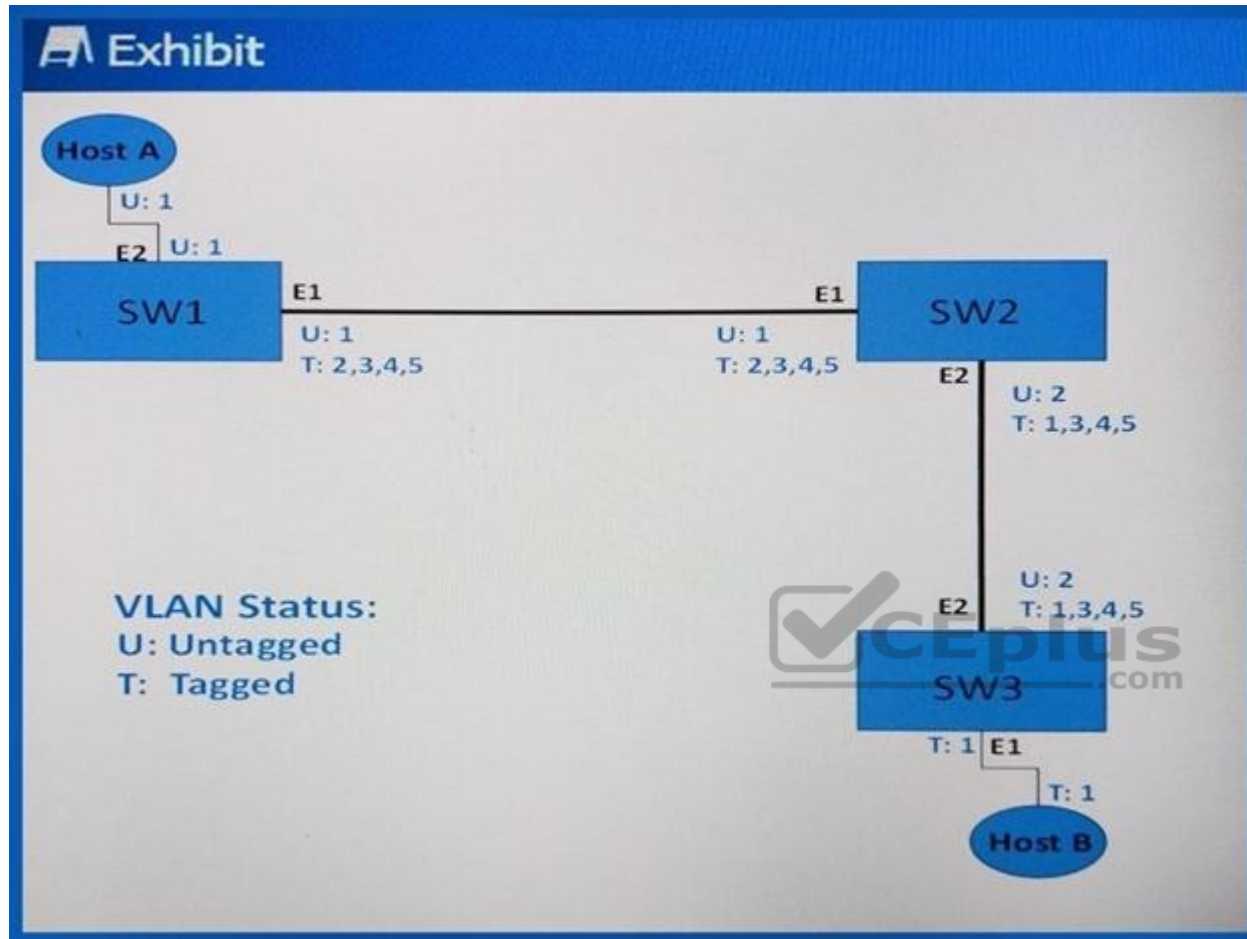 Exhibit
Host A
U: 1
E2 U: 1
SW1
E1
U: 1
T: 2,3,4,5
E1
U: 1
T: 2,3,4,5
SW2
E2
U: 2
T: 1,3,4,5
VLAN Status:
U: Untagged
T: Tagged
U: 2
T: 1,3,4,5
E2
CEplus
.com
SW3
T: 1 E1
T: 1
Host B